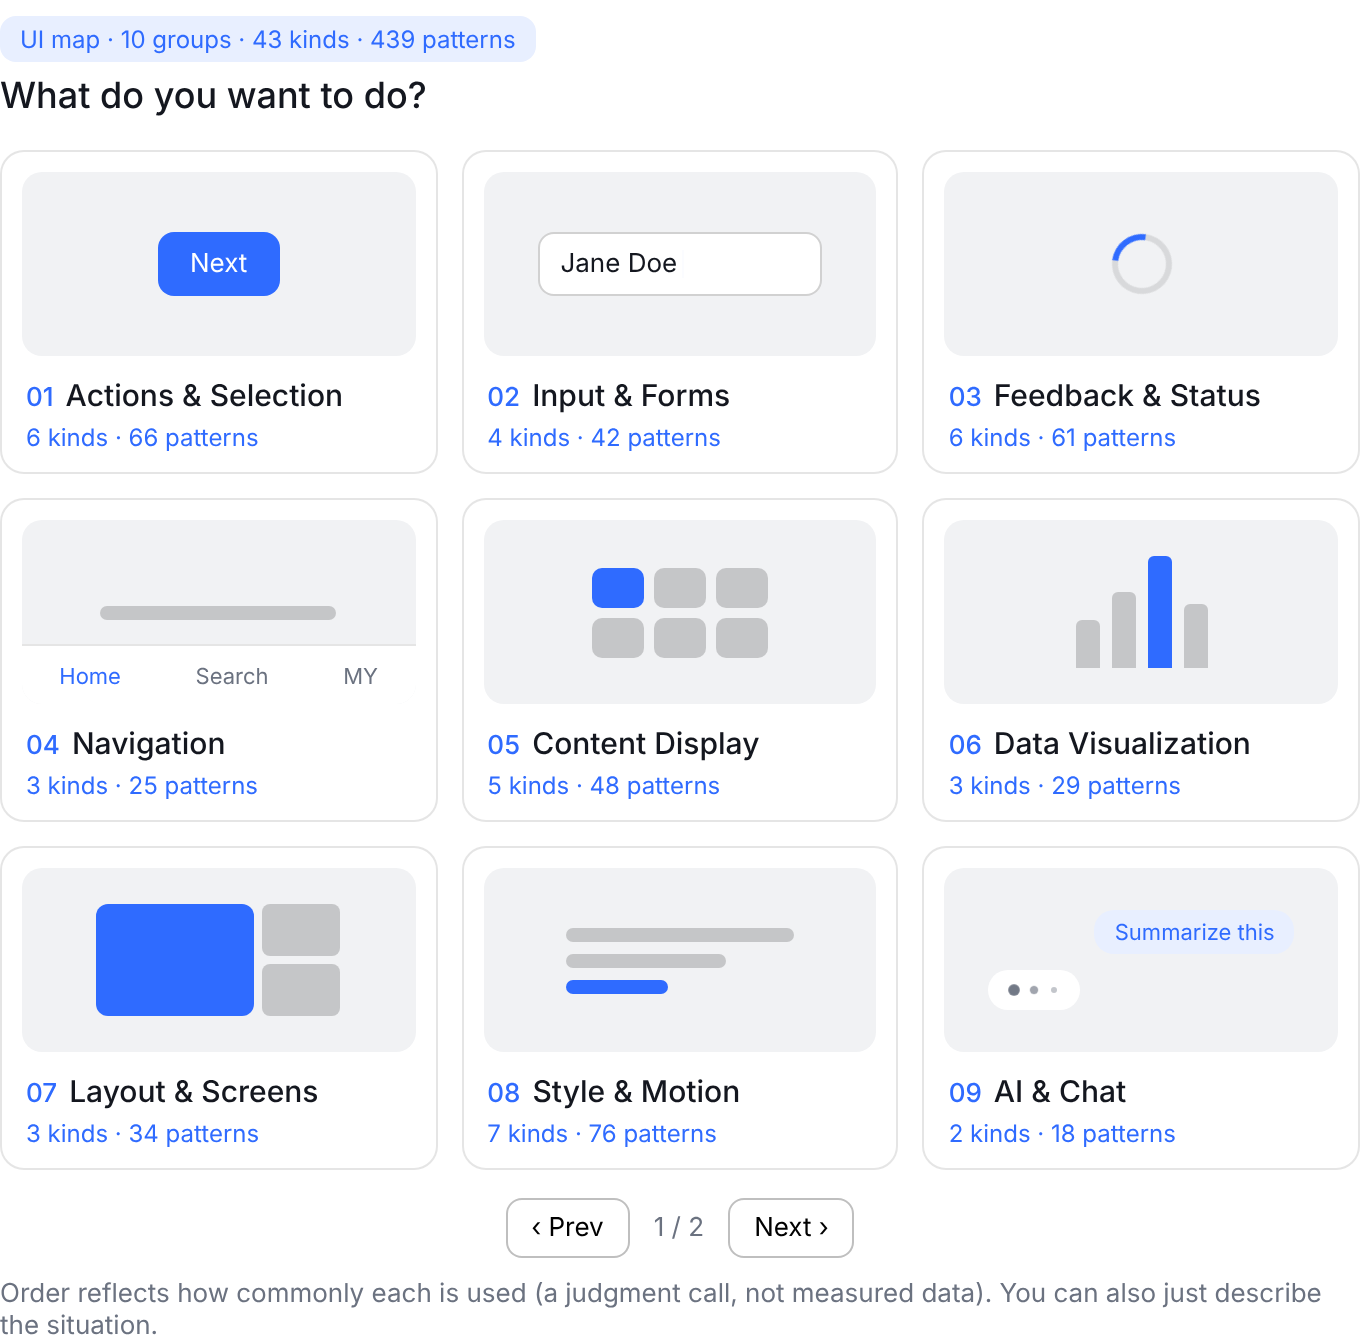 UI map · 10 groups · 43 kinds · 439 patterns
What do you want to do?
Next
01 Actions & Selection
6 kinds · 66 patterns
Jane Doe
02 Input & Forms
4 kinds · 42 patterns
03 Feedback & Status
6 kinds · 61 patterns
Home Search MY
04 Navigation
3 kinds · 25 patterns
05 Content Display
5 kinds · 48 patterns
06 Data Visualization
3 kinds · 29 patterns
07 Layout & Screens
3 kinds · 34 patterns
08 Style & Motion
7 kinds · 76 patterns
Summarize this
09 AI & Chat
2 kinds · 18 patterns
‹ Prev 1 / 2 Next ›
Order reflects how commonly each is used (a judgment call, not measured data). You can also just describe
the situation.